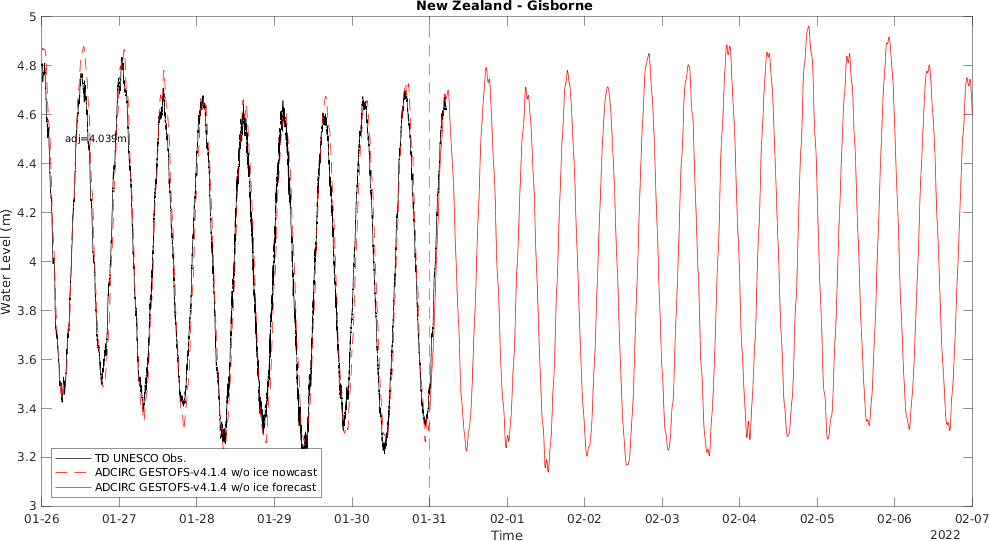 New Zealand - Gisborne
Water Level (m)
5
4.8
4.6
4.4
4.2
4
3.8
3.6
3.4
3.2
3
adj=4.039m
TD UNESCO Obs.
ADCIRC GESTOFS-v4.1.4 w/o ice nowcast
ADCIRC GESTOFS-v4.1.4 w/o ice forecast
01-26 01-27 01-28 01-29 01-30 01-31 02-01 02-02 02-03 02-04 02-05 02-06 02-07
Time
2022